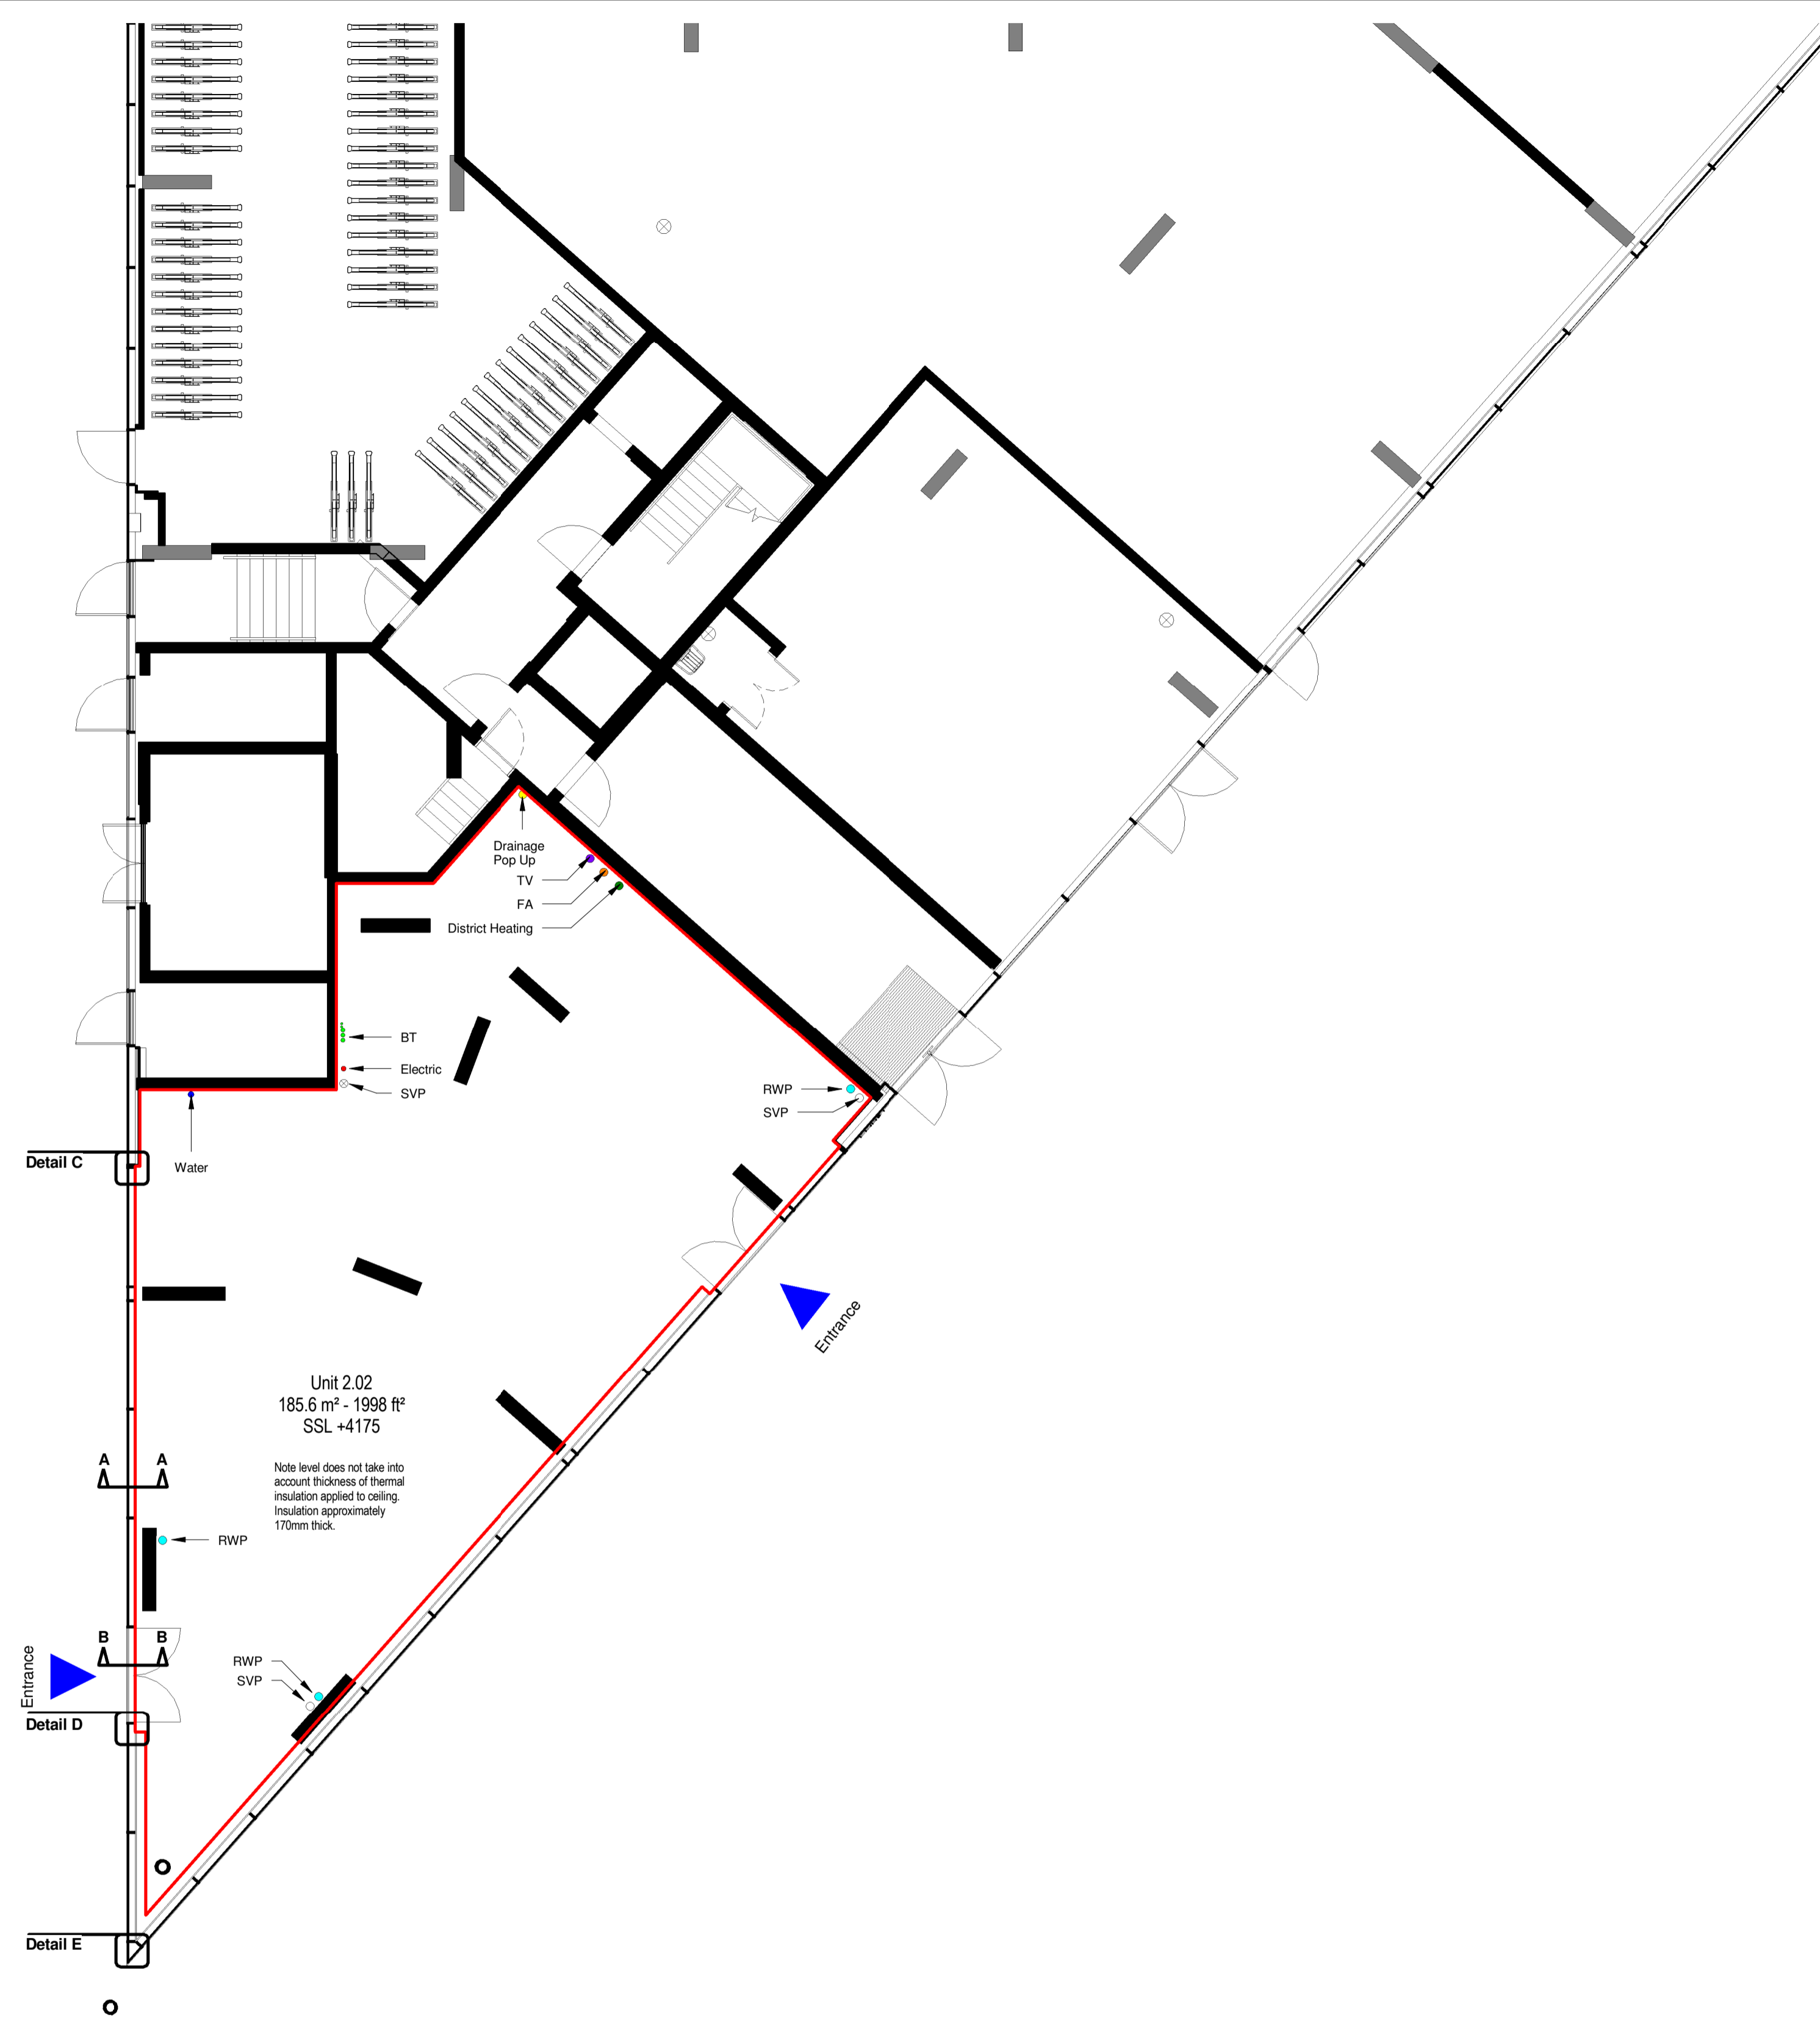 Drainage
Pop Up
TV
FA
District Heating
BT
Electric
SVP
RWP
SVP
Detail C
Water
Entrance
Unit 2.02
185.6 m² - 1998 ft²
SSL +4175
A A
Note level does not take into
account thickness of thermal
insulation applied to ceiling.
Insulation approximately
170mm thick.
RWP
B B
Entrance
RWP
SVP
Detail D
Detail E